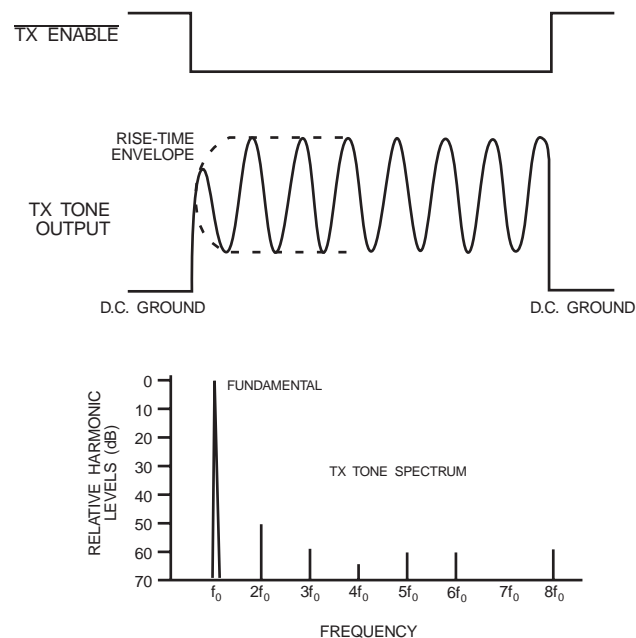 TX ENABLE
RISE-TIME
ENVELOPE
TX TONE
OUTPUT
D.C. GROUND
D.C. GROUND
RELATIVE HARMONIC
LEVELS (dB)
0
10
20
30
40
50
60
70
FUNDAMENTAL
TX TONE SPECTRUM
f₀
2f₀
3f₀
4f₀
5f₀
6f₀
7f₀
8f₀
FREQUENCY